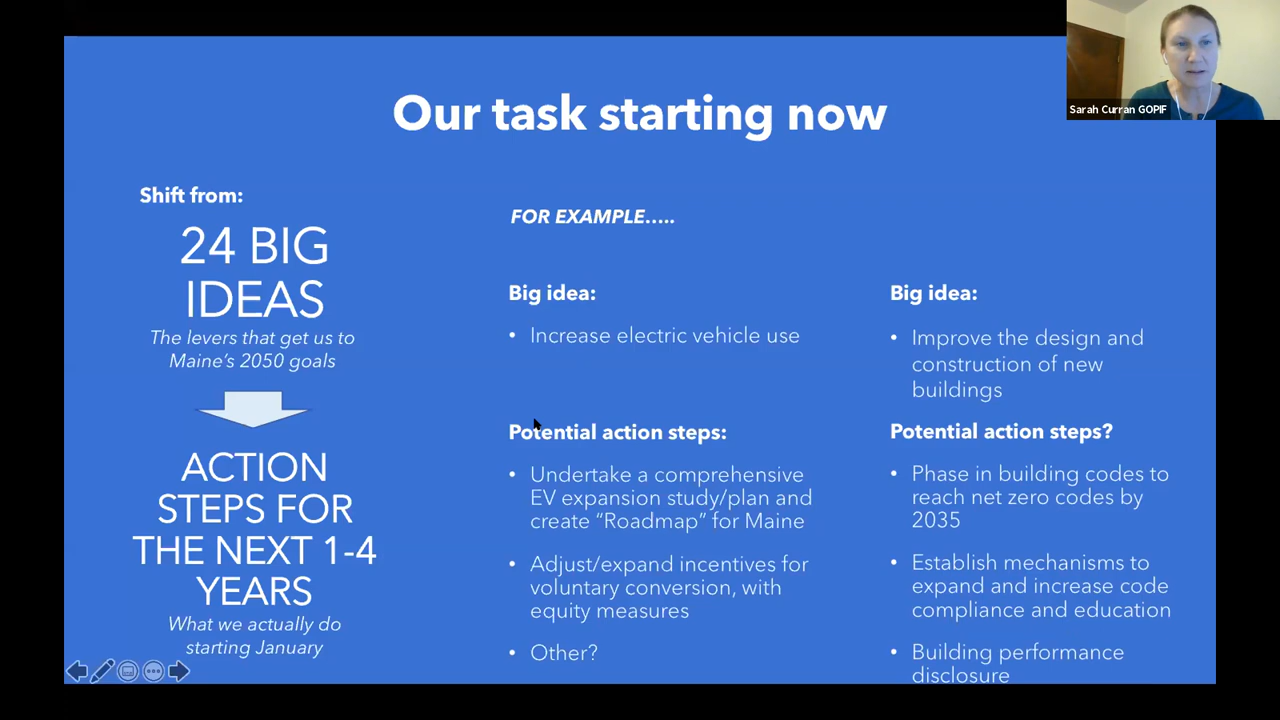 Sarah Curran GOPIF
Our task starting now
Shift from:
24 BIG
IDEAS
The levers that get us to
Maine's 2050 goals
ACTION
STEPS FOR
THE NEXT 1-4
YEARS
What we actually do
starting January
FOR EXAMPLE.....
Big idea:
• Increase electric vehicle use
Potential action steps:
• Undertake a comprehensive
EV expansion study/plan and
create “Roadmap” for Maine
• Adjust/expand incentives for
voluntary conversion, with
equity measures
• Other?
Big idea:
• Improve the design and
construction of new
buildings
Potential action steps?
• Phase in building codes to
reach net zero codes by
2035
• Establish mechanisms to
expand and increase code
compliance and education
• Building performance
disclosure